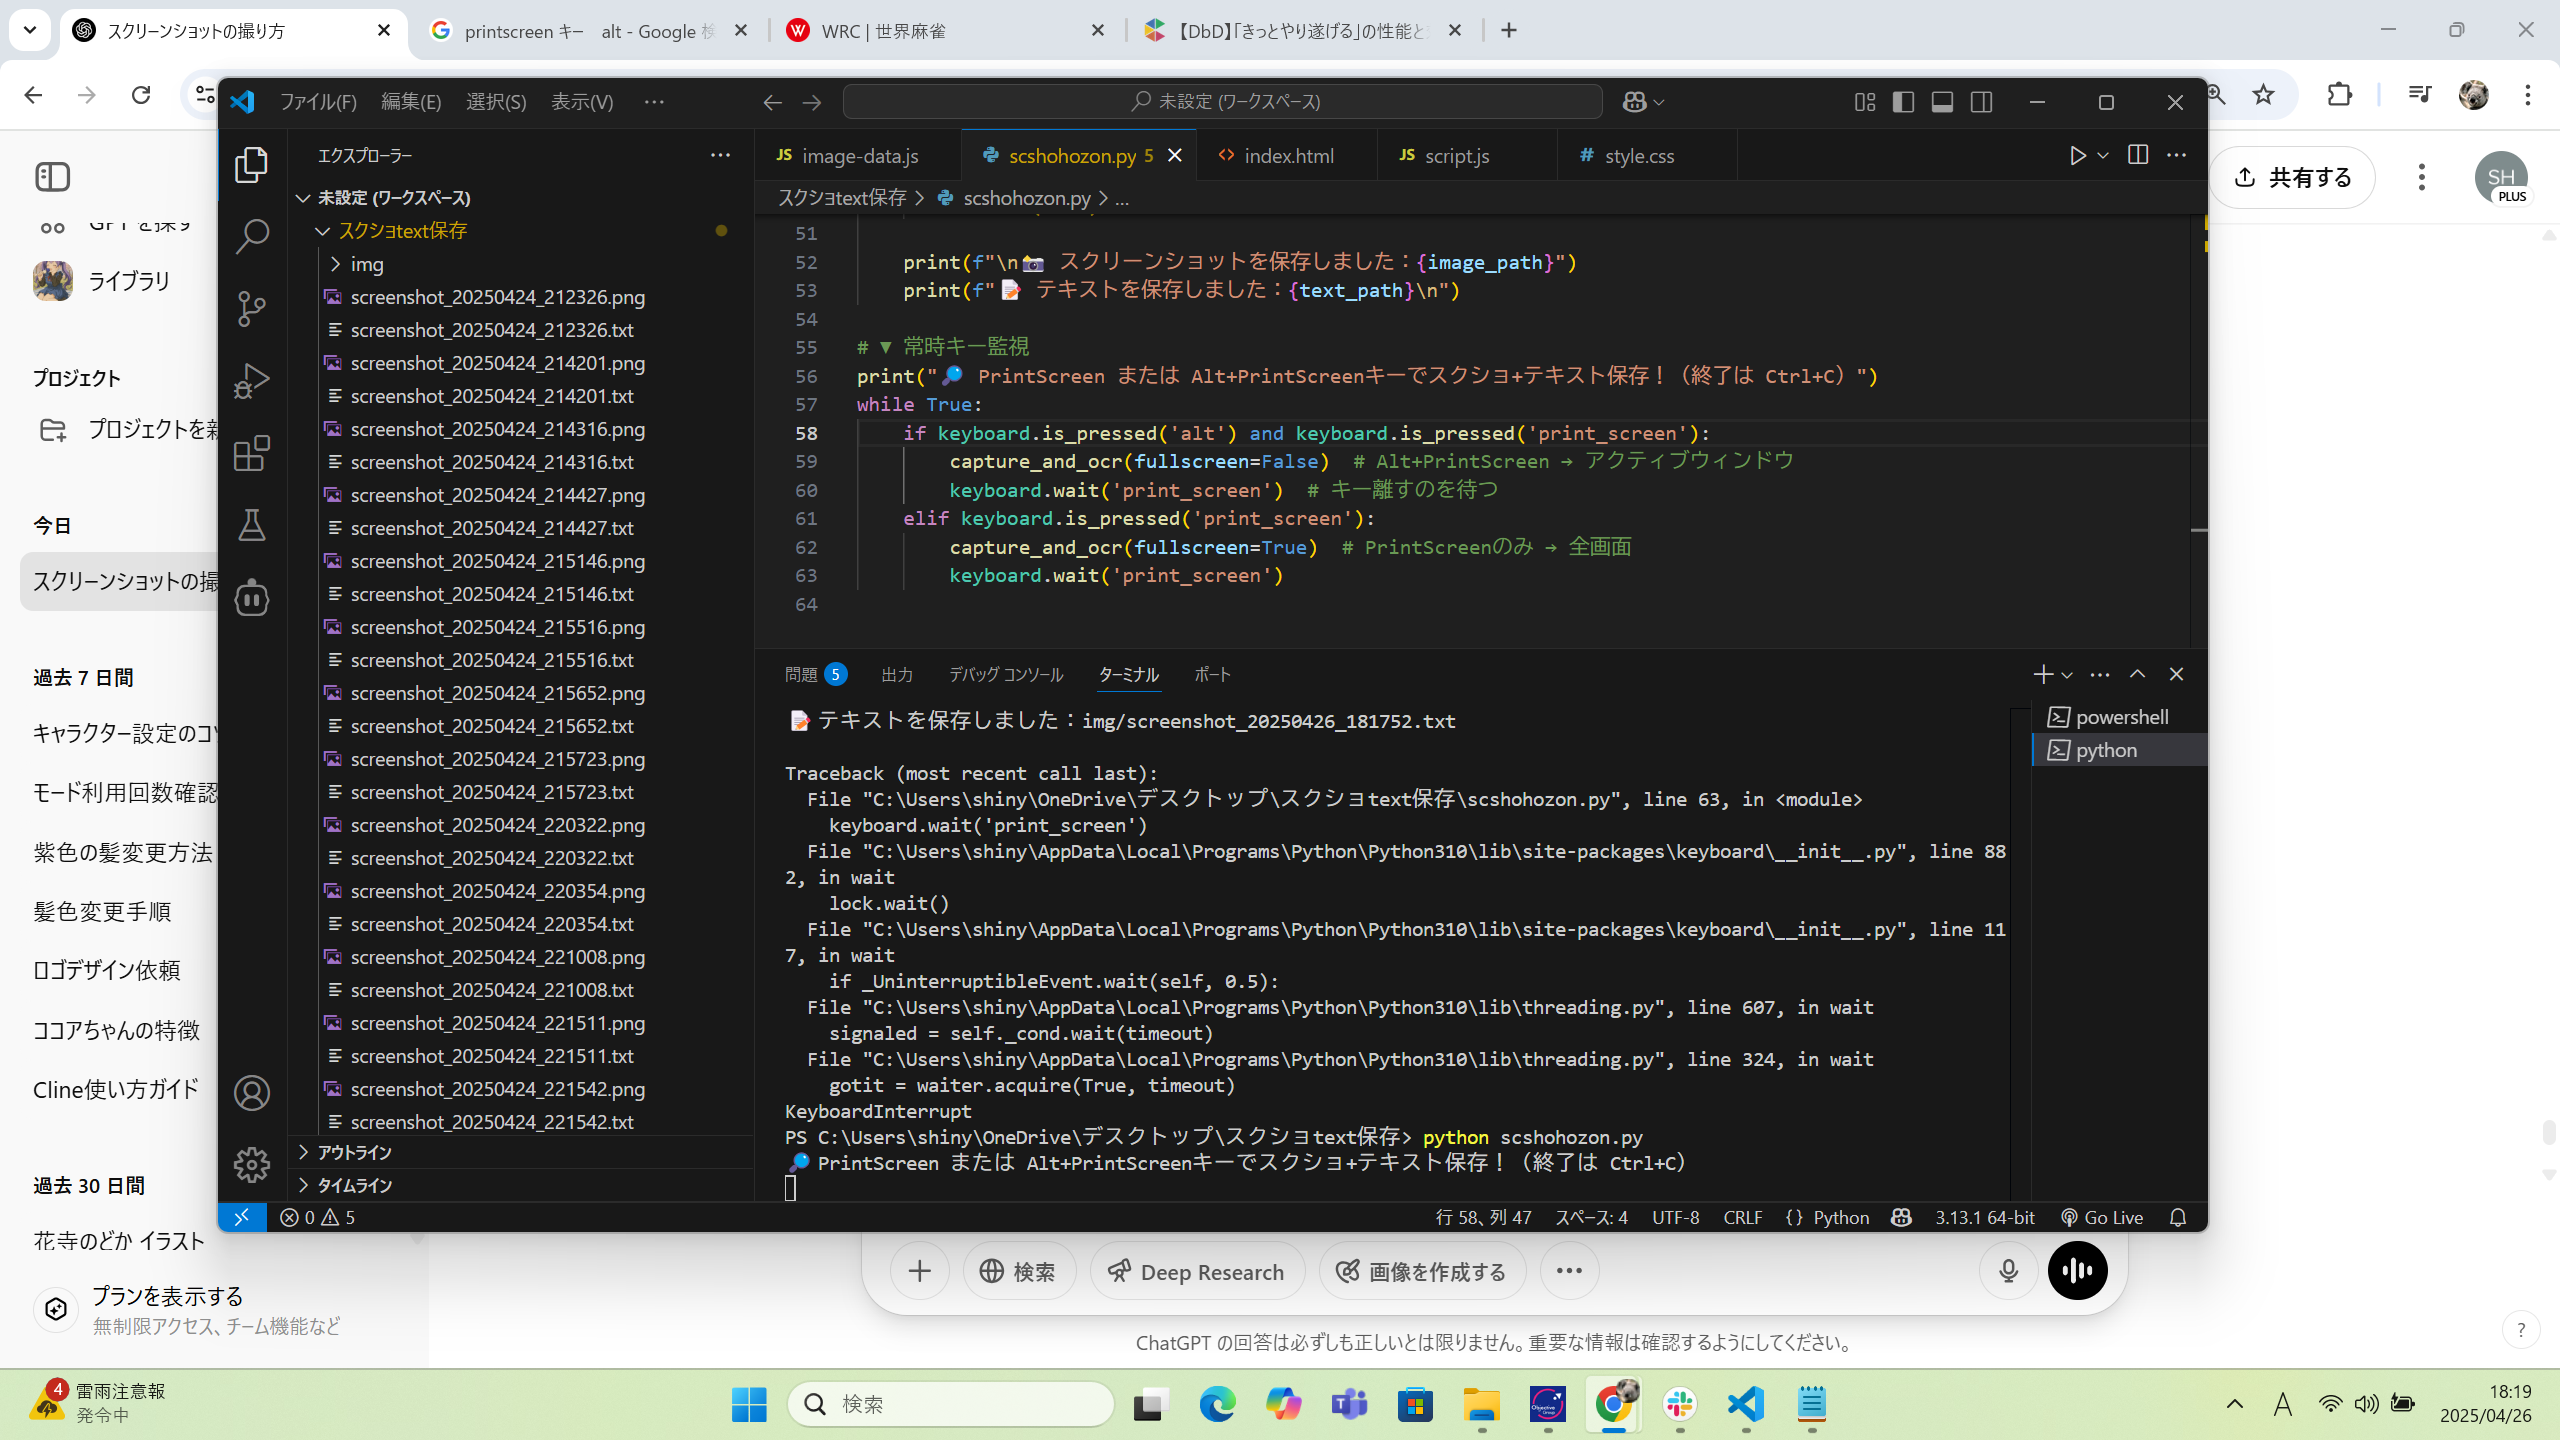 スクリーンショットの撮り方
printscreen キー alt - Google 検
WRC | 世界麻雀
【DbD】「きっとやり遂げる」の性能と
ファイル(F) 編集(E) 選択(S) 表示(V) …
未設定 (ワークスペース)
エクスプローラー
未設定 (ワークスペース)
スクショtext保存
img
screenshot_20250424_212326.png
screenshot_20250424_212326.txt
screenshot_20250424_214201.png
screenshot_20250424_214201.txt
screenshot_20250424_214316.png
screenshot_20250424_214316.txt
screenshot_20250424_214427.png
screenshot_20250424_214427.txt
screenshot_20250424_215146.png
screenshot_20250424_215146.txt
screenshot_20250424_215516.png
screenshot_20250424_215516.txt
screenshot_20250424_215652.png
screenshot_20250424_215652.txt
screenshot_20250424_215723.png
screenshot_20250424_215723.txt
screenshot_20250424_220322.png
screenshot_20250424_220322.txt
screenshot_20250424_220354.png
screenshot_20250424_220354.txt
screenshot_20250424_221008.png
screenshot_20250424_221008.txt
screenshot_20250424_221511.png
screenshot_20250424_221511.txt
screenshot_20250424_221542.png
screenshot_20250424_221542.txt
アウトライン
タイムライン
JS image-data.js
scshohozon.py 5
<> index.html
JS script.js
# style.css
スクショtext保存 > scshohozon.py > ...
51
52 print(f"\n📸 スクリーンショットを保存しました：{image_path}")
53 print(f"📝 テキストを保存しました：{text_path}\n")
54
55 # ▼ 常時キー監視
56 print("🔎 PrintScreen または Alt+PrintScreenキーでスクショ+テキスト保存！（終了は Ctrl+C）")
57 while True:
58 if keyboard.is_pressed('alt') and keyboard.is_pressed('print_screen'):
59 capture_and_ocr(fullscreen=False) # Alt+PrintScreen → アクティブウィンドウ
60 keyboard.wait('print_screen') # キー離すのを待つ
61 elif keyboard.is_pressed('print_screen'):
62 capture_and_ocr(fullscreen=True) # PrintScreenのみ → 全画面
63 keyboard.wait('print_screen')
64
問題 5 出力 デバッグ コンソール ターミナル ポート
📝 テキストを保存しました：img/screenshot_20250426_181752.txt
Traceback (most recent call last):
File "C:\Users\shiny\OneDrive\デスクトップ\スクショtext保存\scshohozon.py", line 63, in <module>
keyboard.wait('print_screen')
File "C:\Users\shiny\AppData\Local\Programs\Python\Python310\lib\site-packages\keyboard\__init__.py", line 88
2, in wait
lock.wait()
File "C:\Users\shiny\AppData\Local\Programs\Python\Python310\lib\site-packages\keyboard\__init__.py", line 11
7, in wait
if _UninterruptibleEvent.wait(self, 0.5):
File "C:\Users\shiny\AppData\Local\Programs\Python\Python310\lib\threading.py", line 607, in wait
signaled = self._cond.wait(timeout)
File "C:\Users\shiny\AppData\Local\Programs\Python\Python310\lib\threading.py", line 324, in wait
gotit = waiter.acquire(True, timeout)
KeyboardInterrupt
PS C:\Users\shiny\OneDrive\デスクトップ\スクショtext保存> python scshohozon.py
🔎 PrintScreen または Alt+PrintScreenキーでスクショ+テキスト保存！（終了は Ctrl+C）
powershell
python
0 5
行 58、列 47 スペース: 4 UTF-8 CRLF {} Python 3.13.1 64-bit Go Live
共有する
SH
PLUS
GPT を探す
ライブラリ
プロジェクト
プロジェクトを新
今日
スクリーンショットの撮
過去 7 日間
キャラクター設定のコツ
モード利用回数確認
紫色の髪変更方法
髪色変更手順
ロゴデザイン依頼
ココアちゃんの特徴
Cline使い方ガイド
過去 30 日間
花寺のどか イラスト
プランを表示する
無制限アクセス、チーム機能など
検索
Deep Research
画像を作成する
ChatGPT の回答は必ずしも正しいとは限りません。重要な情報は確認するようにしてください。
?
4
雷雨注意報
発令中
検索
Objective Group
A
18:19
2025/04/26